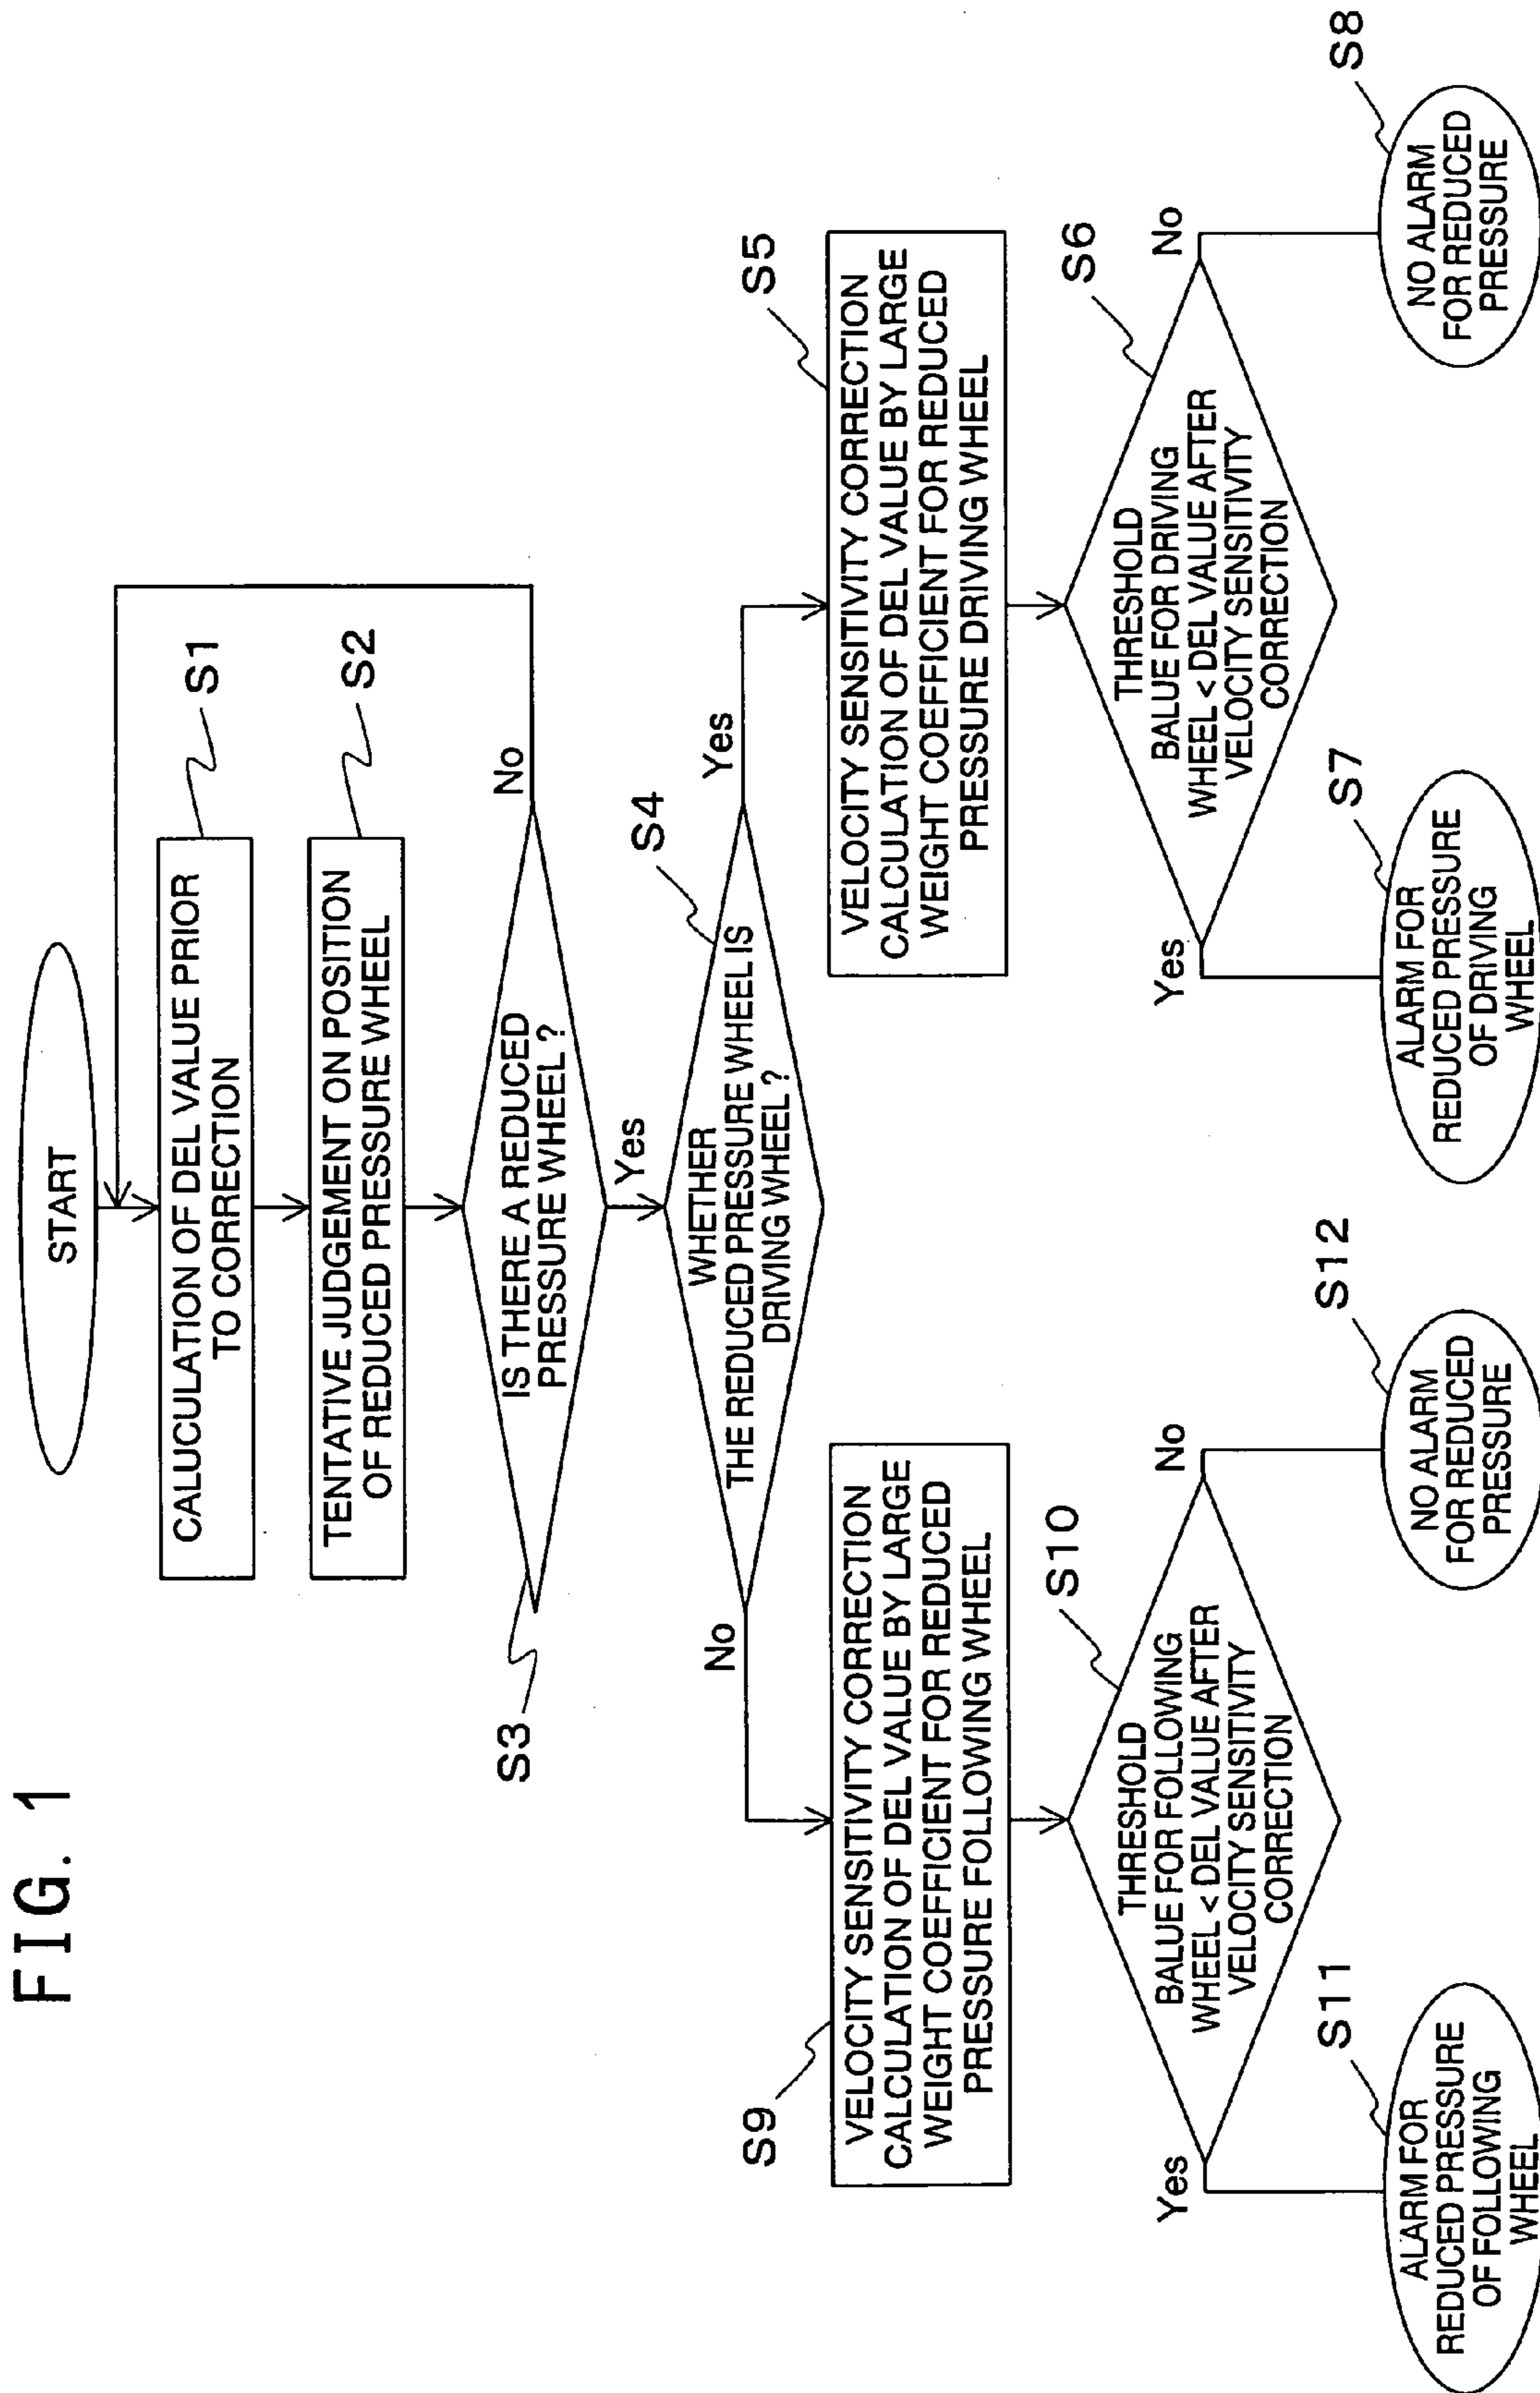 FIG. 1
START
CALUCULATION OF DEL VALUE PRIOR
TO CORRECTION
S1
TENTATIVE JUDGEMENT ON POSITION
OF REDUCED PRESSURE WHEEL
S2
IS THERE A REDUCED
PRESSURE WHEEL ?
S3
No
Yes
WHETHER
THE REDUCED PRESSURE WHEEL IS
DRIVING WHEEL ?
S4
No
Yes
S9
VELOCITY SENSITIVITY CORRECTION
CALCULATION OF DEL VALUE BY LARGE
WEIGHT COEFFICIENT FOR REDUCED
PRESSURE FOLLOWING WHEEL
S5
VELOCITY SENSITIVITY CORRECTION
CALCULATION OF DEL VALUE BY LARGE
WEIGHT COEFFICIENT FOR REDUCED
PRESSURE DRIVING WHEEL
S10
THRESHOLD
BALUE FOR FOLLOWING
WHEEL < DEL VALUE AFTER
VELOCITY SENSITIVITY
CORRECTION
Yes
No
S6
THRESHOLD
BALUE FOR DRIVING
WHEEL < DEL VALUE AFTER
VELOCITY SENSITIVITY
CORRECTION
Yes
No
S11
ALARM FOR
REDUCED PRESSURE
OF FOLLOWING
WHEEL
S12
NO ALARM
FOR REDUCED
PRESSURE
S7
ALARM FOR
REDUCED PRESSURE
OF DRIVING
WHEEL
S8
NO ALARM
FOR REDUCED
PRESSURE